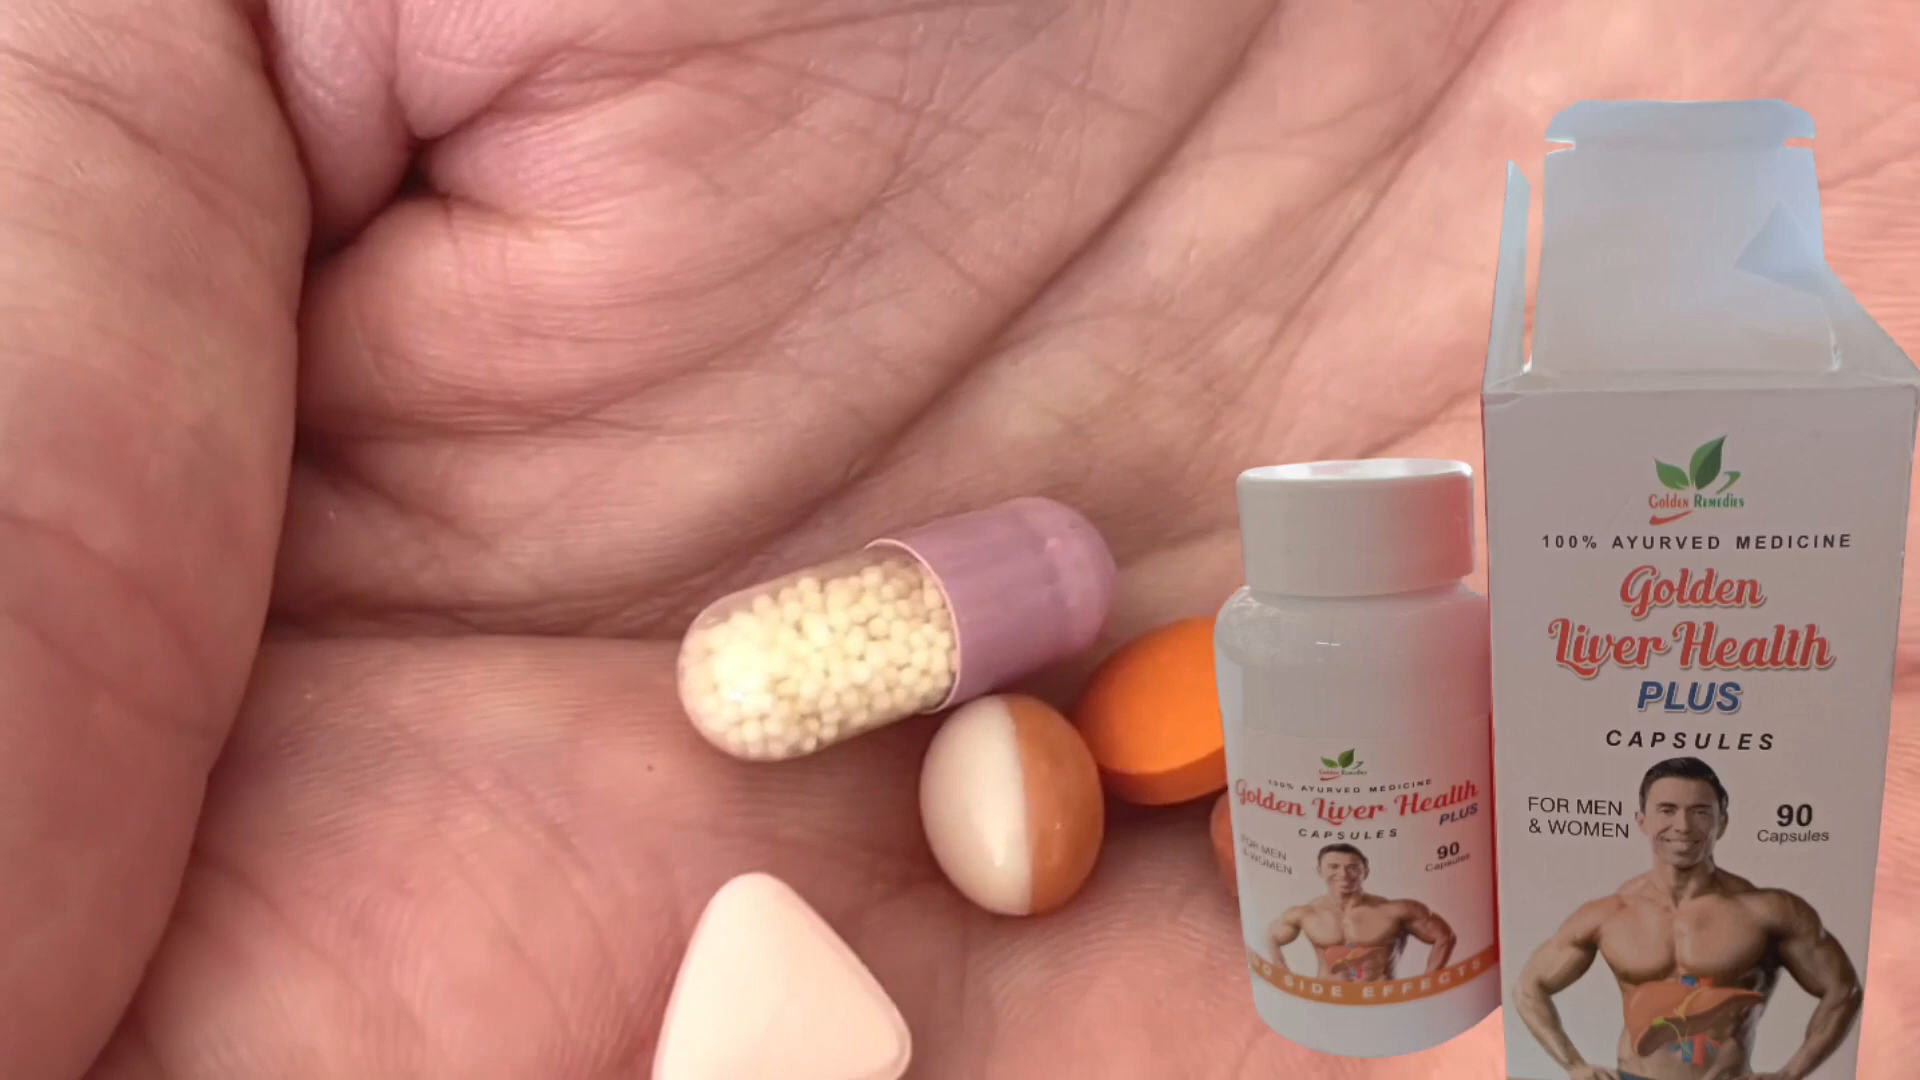 Golden Remedies
100% AYURVED MEDICINE
Golden Liver Health
PLUS
CAPSULES
FOR MEN
& WOMEN
90
Capsules
NO SIDE EFFECTS
Golden Remedies
100% AYURVED MEDICINE
Golden
Liver Health
PLUS
CAPSULES
FOR MEN
& WOMEN
90
Capsules